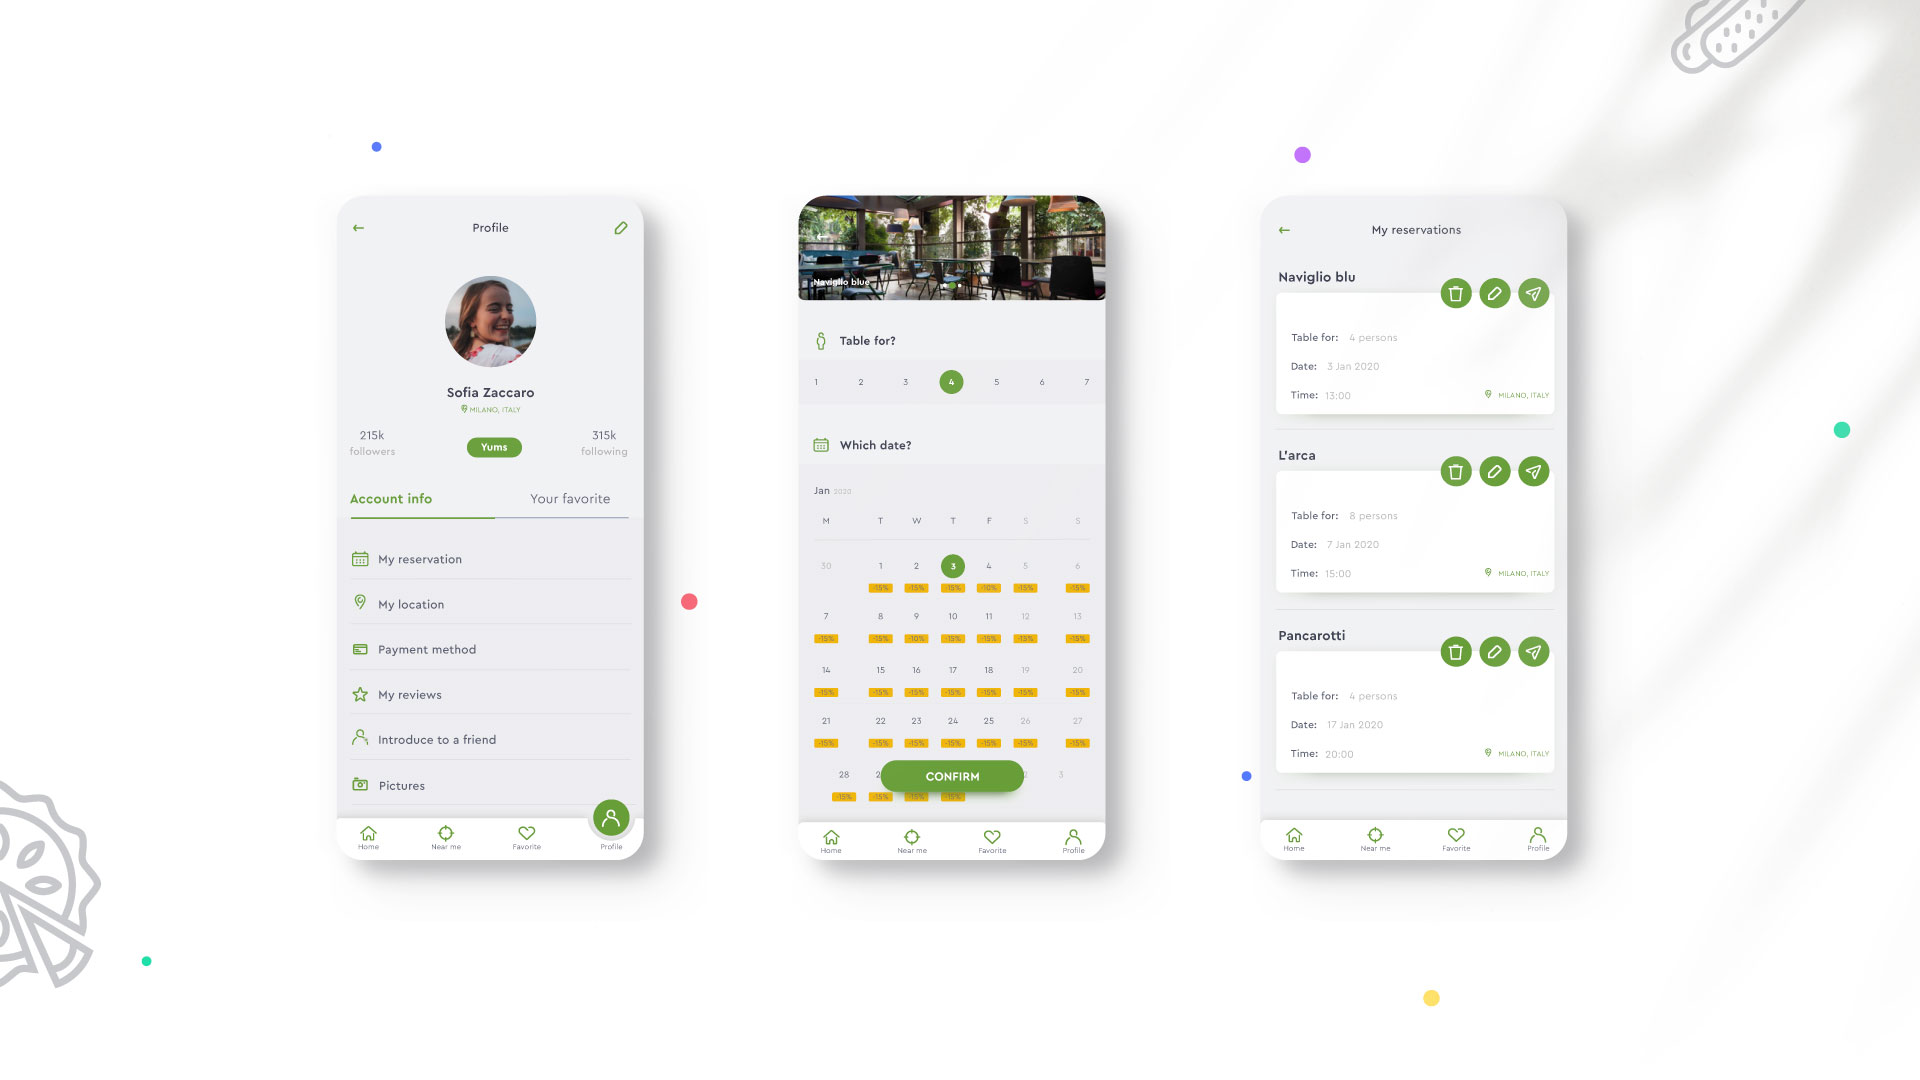 Profile
Sofia Zaccaro
MILANO, ITALY
215k
followers
Yums
315k
following
Account info
Your favorite
My reservation
My location
Payment method
My reviews
Introduce to a friend
Pictures
Home
Near me
Favorite
Profile
Naviglio blue
Table for?
1 2 3 4 5 6 7
Which date?
Jan 2020
M T W T F S S
30 1 2 3 4 5 6
-15% -15% -15% -10% -15% -15%
7 8 9 10 11 12 13
-15% -15% -10% -15% -15% -15% -15%
14 15 16 17 18 19 20
-15% -15% -15% -15% -15% -15% -15%
21 22 23 24 25 26 27
-15% -15% -15% -15% -15% -15% -15%
28 3
CONFIRM
-15% -15% -15% -15%
Home
Near me
Favorite
Profile
My reservations
Naviglio blu
Table for: 4 persons
Date: 3 Jan 2020
Time: 13:00
MILANO, ITALY
L'arca
Table for: 8 persons
Date: 7 Jan 2020
Time: 15:00
MILANO, ITALY
Pancarotti
Table for: 4 persons
Date: 17 Jan 2020
Time: 20:00
MILANO, ITALY
Home
Near me
Favorite
Profile